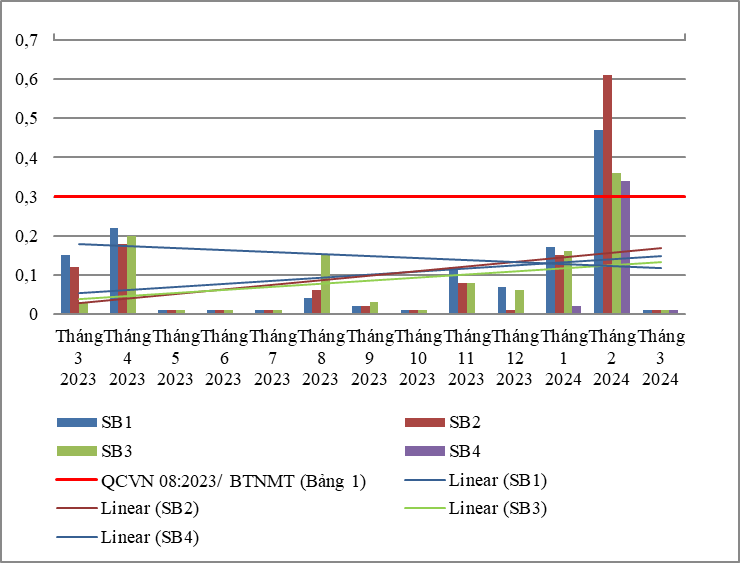 0,7
0,6
0,5
0,4
0,3
0,2
0,1
0
Tháng Tháng Tháng Tháng Tháng Tháng Tháng Tháng Tháng Tháng Tháng Tháng Tháng
3 4 5 6 7 8 9 10 11 12 1 2 3
2023 2023 2023 2023 2023 2023 2023 2023 2023 2023 2024 2024 2024
SB1 SB2
SB3 SB4
QCVN 08:2023/ BTNMT (Bảng 1) Linear (SB1)
Linear (SB2) Linear (SB3)
Linear (SB4)